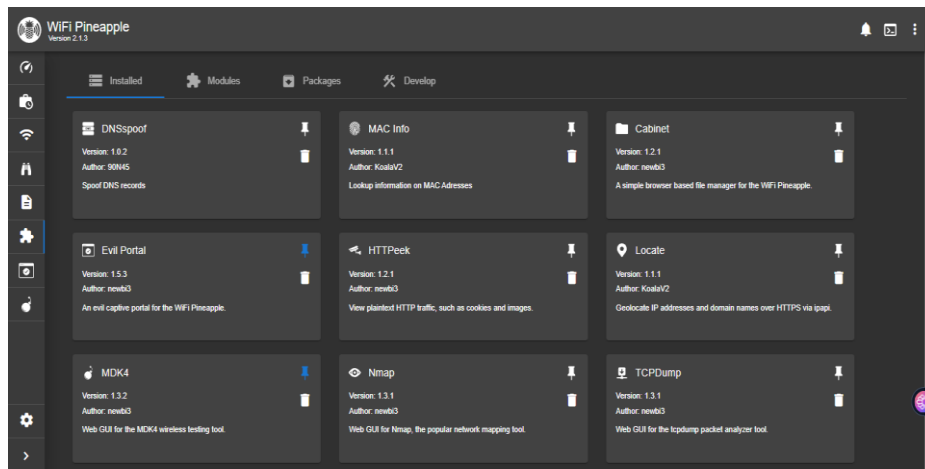 WiFi Pineapple
Version 2.1.3
Installed
Modules
Packages
Develop
DNSspoof
Version: 1.0.2
Author: 90N45
Spoof DNS records
MAC Info
Version: 1.1.1
Author: KoalaV2
Lookup information on MAC Adresses
Cabinet
Version: 1.2.1
Author: newbi3
A simple browser based file manager for the WiFi Pineapple.
Evil Portal
Version: 1.5.3
Author: newbi3
An evil captive portal for the WiFi Pineapple.
HTTPeek
Version: 1.2.1
Author: newbi3
View plaintext HTTP traffic, such as cookies and images.
Locate
Version: 1.1.1
Author: KoalaV2
Geolocate IP addresses and domain names over HTTPS via ipapi.
MDK4
Version: 1.3.2
Author: newbi3
Web GUI for the MDK4 wireless testing tool.
Nmap
Version: 1.3.1
Author: newbi3
Web GUI for Nmap, the popular network mapping tool.
TCPDump
Version: 1.3.1
Author: newbi3
Web GUI for the tcpdump packet analyzer tool.